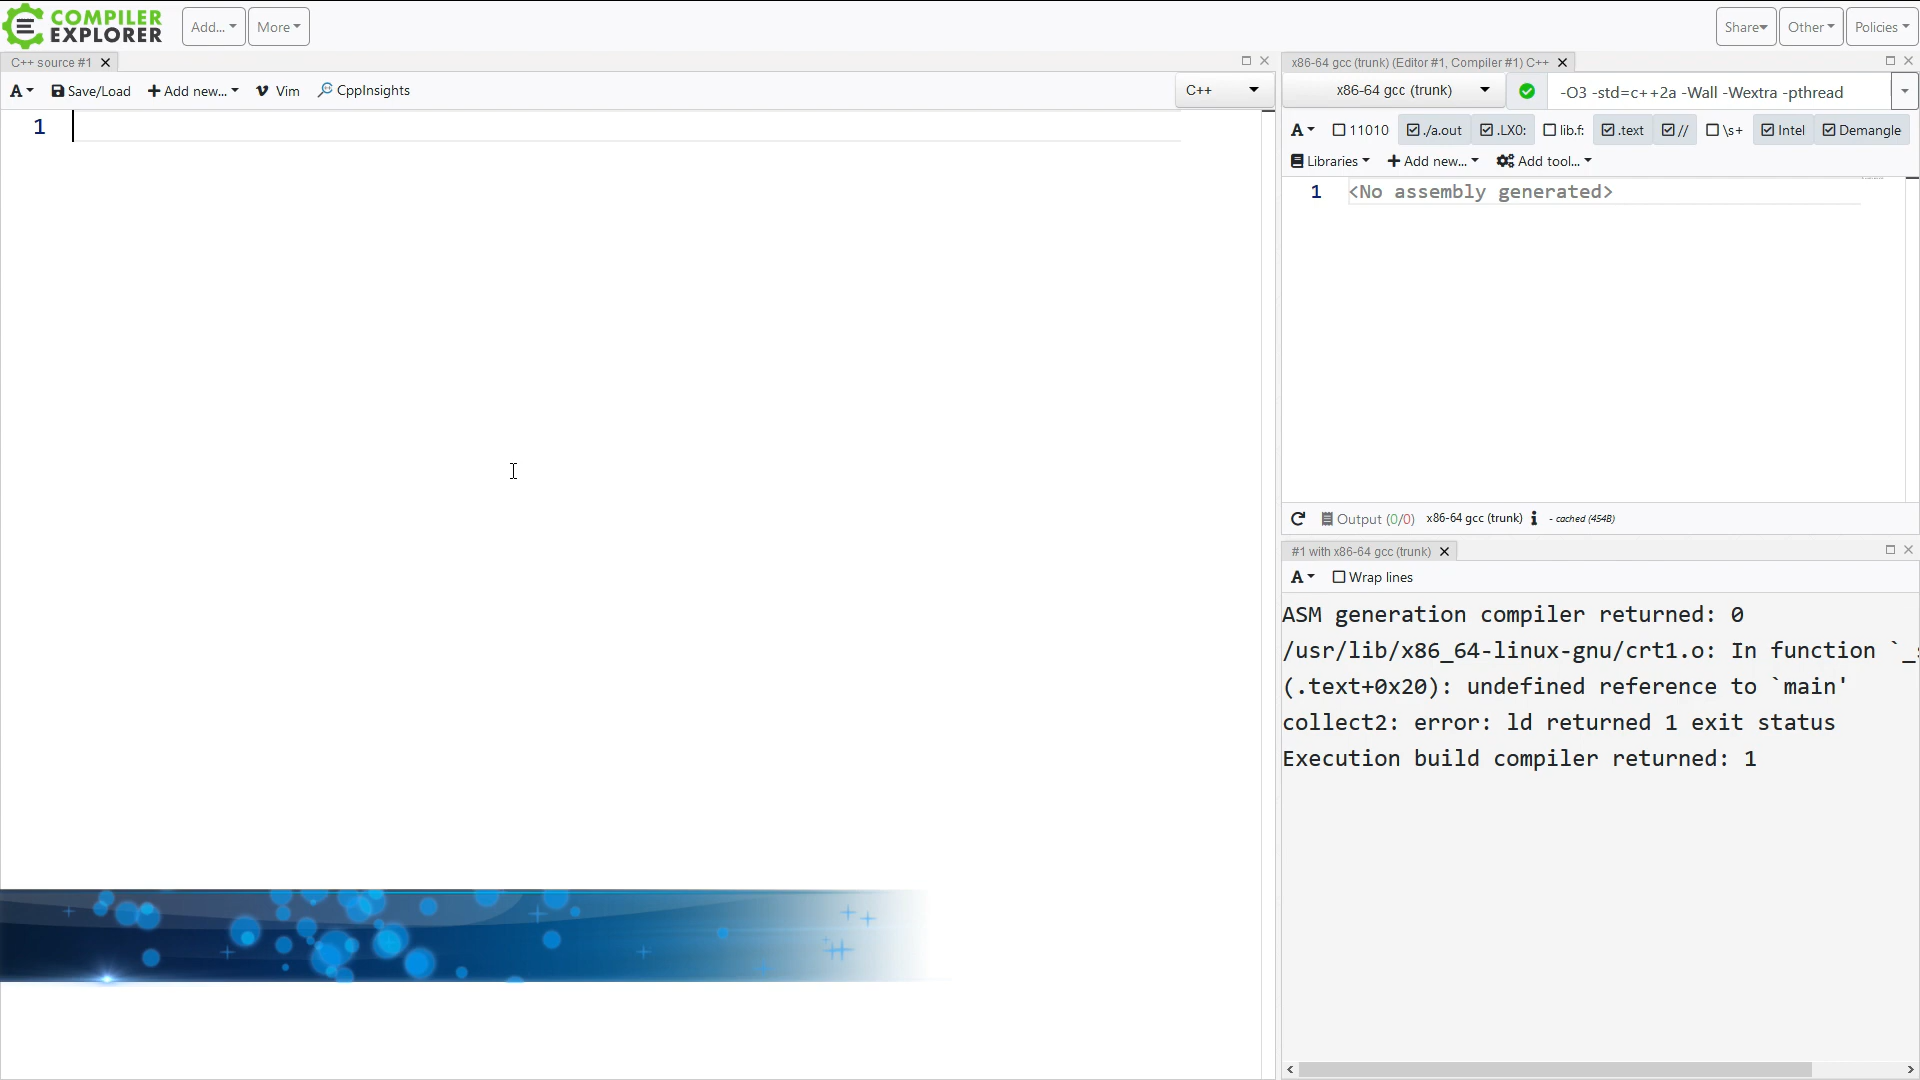 COMPILER
EXPLORER
Add...
More
Share
Other
Policies
C++ source #1
A
Save/Load
Add new...
Vim
CppInsights
C++
1
x86-64 gcc (trunk) (Editor #1, Compiler #1) C++
x86-64 gcc (trunk)
-O3 -std=c++2a -Wall -Wextra -pthread
A
11010
./a.out
.LX0:
lib.f:
.text
//
\s+
Intel
Demangle
Libraries
Add new...
Add tool...
1
<No assembly generated>
Output (0/0)
x86-64 gcc (trunk)
- cached (454B)
#1 with x86-64 gcc (trunk)
A
Wrap lines
ASM generation compiler returned: 0
/usr/lib/x86_64-linux-gnu/crt1.o: In function `_s
(.text+0x20): undefined reference to `main'
collect2: error: ld returned 1 exit status
Execution build compiler returned: 1